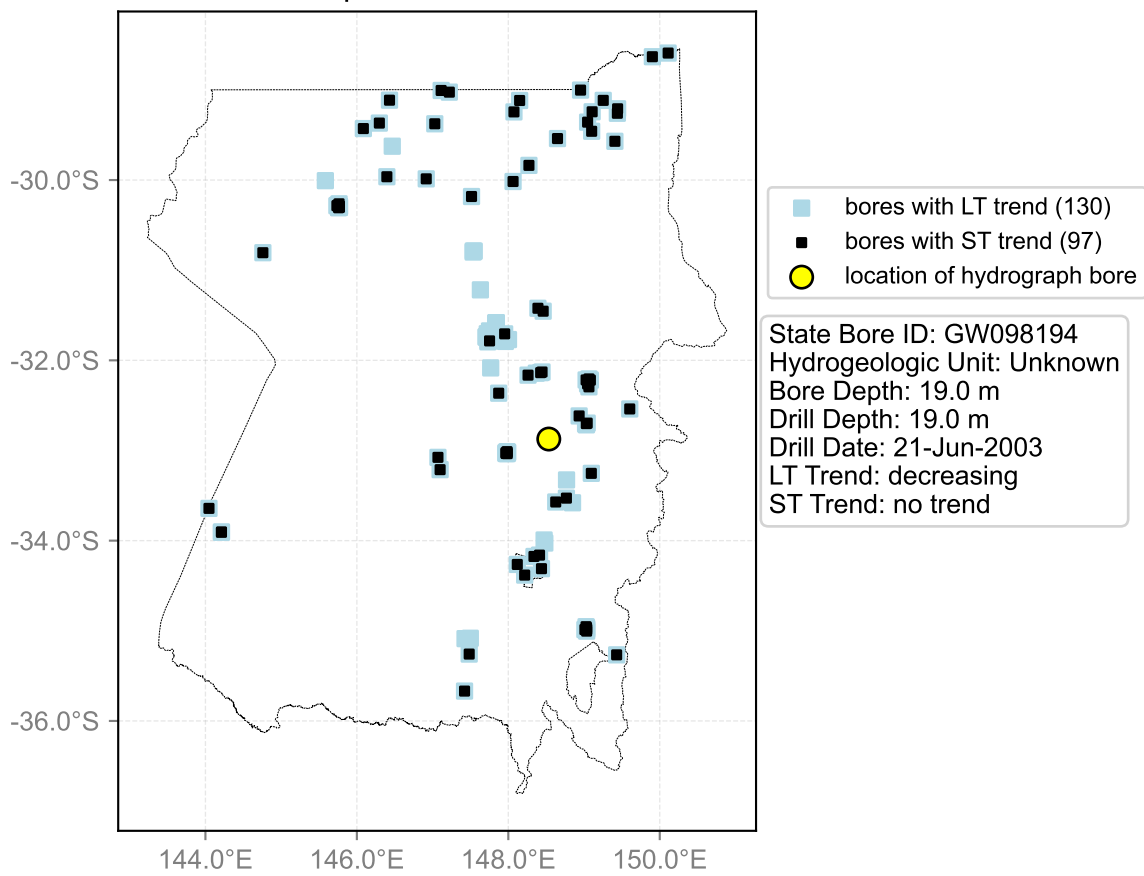 -30.0°S
-32.0°S
-34.0°S
-36.0°S
144.0°E 146.0°E 148.0°E 150.0°E
bores with LT trend (130)
bores with ST trend (97)
location of hydrograph bore
State Bore ID: GW098194
Hydrogeologic Unit: Unknown
Bore Depth: 19.0 m
Drill Depth: 19.0 m
Drill Date: 21-Jun-2003
LT Trend: decreasing
ST Trend: no trend